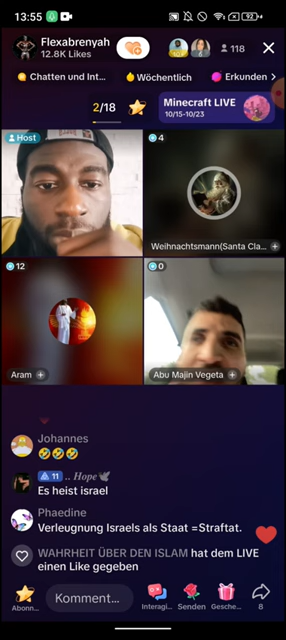 13:55
92
Flexabrenyah
12.8K Likes
118
Chatten und Int...
Wöchentlich
Erkunden
2/18
Minecraft LIVE
10/15-10/23
Host
4
Weihnachtsmann(Santa Cla...
12
0
Aram
Abu Majin Vegeta
Johannes
🤣🤣🤣
11 .. Hope🕊
Es heist israel
Phaedine
Verleugnung Israels als Staat =Straftat.
WAHRHEIT ÜBER DEN ISLAM hat dem LIVE
einen Like gegeben
Kommen...
Abonn...
Interagi...
Senden
Gesche...
8